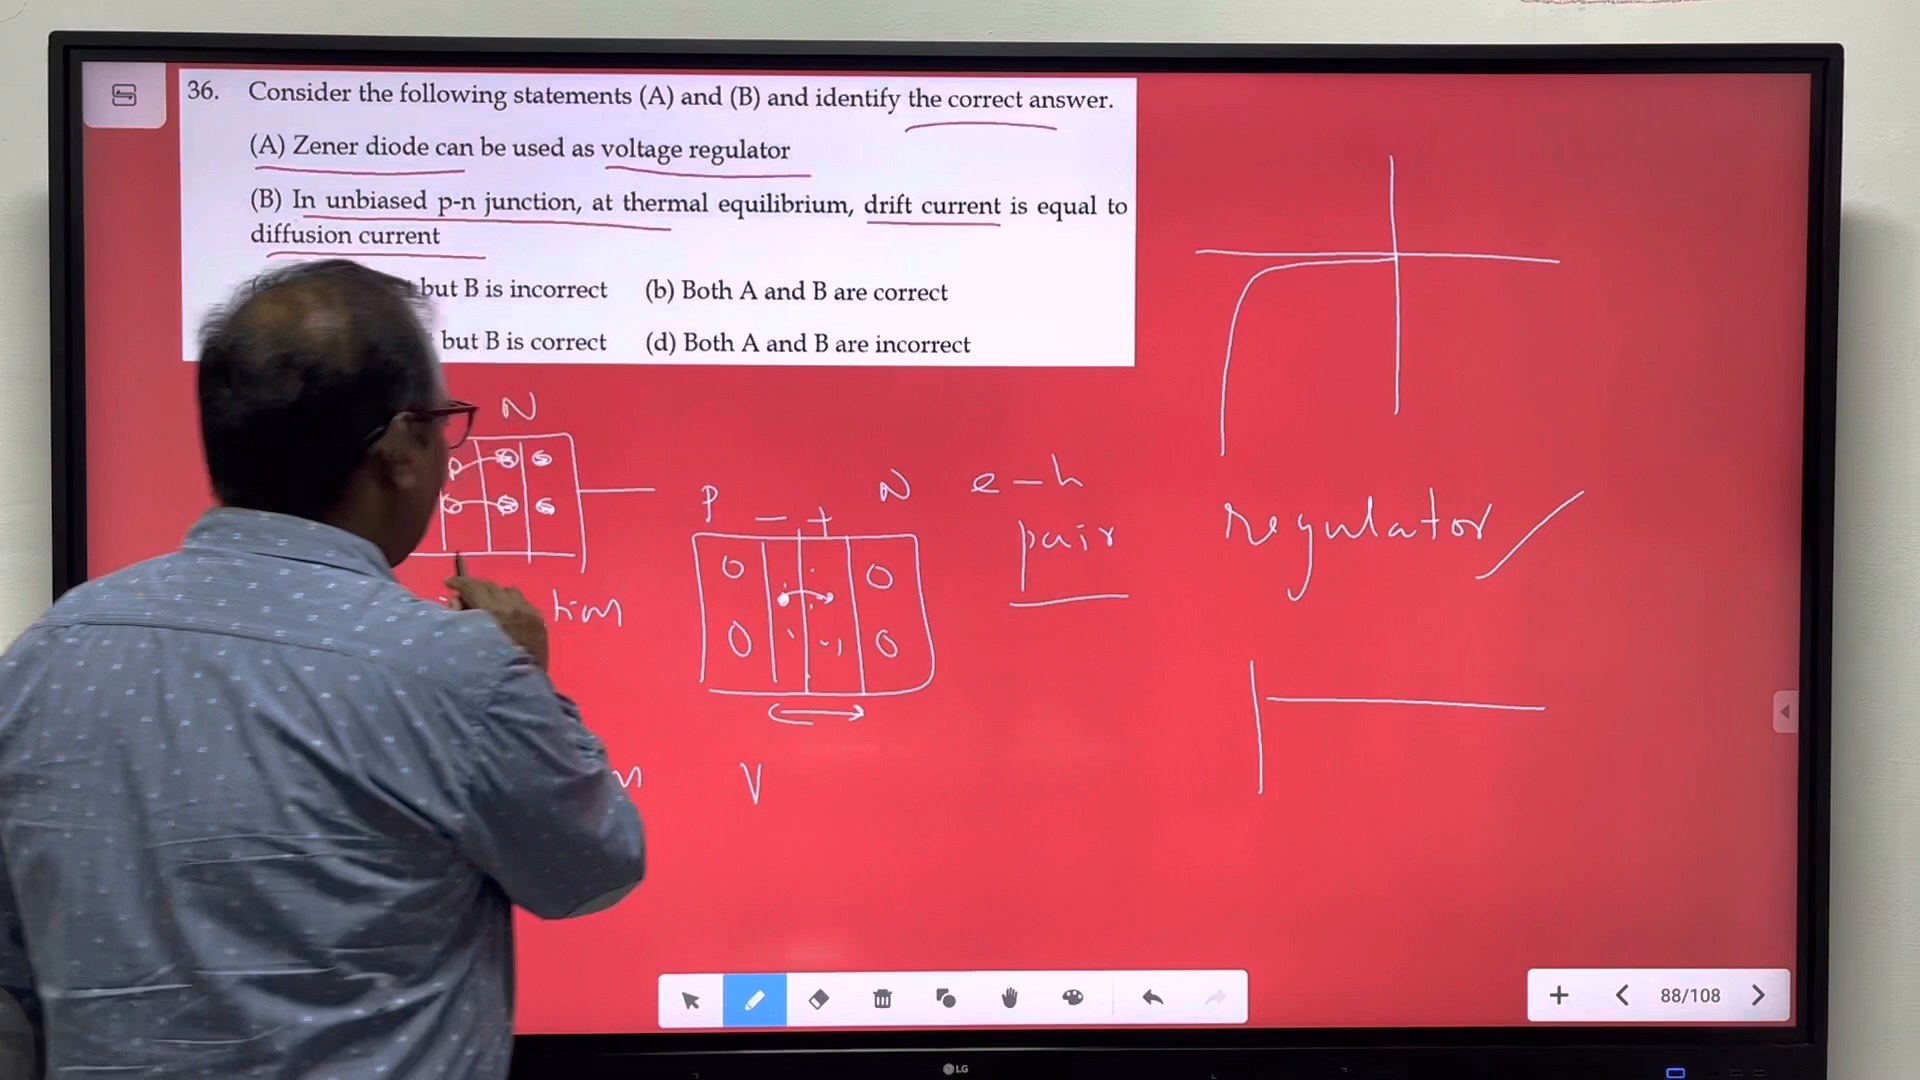 36. Consider the following statements (A) and (B) and identify the correct answer.
(A) Zener diode can be used as voltage regulator
(B) In unbiased p-n junction, at thermal equilibrium, drift current is equal to
diffusion current
but B is incorrect (b) Both A and B are correct
but B is correct (d) Both A and B are incorrect
N
P - + N
e-h
pair
regulator
V
88/108
LG